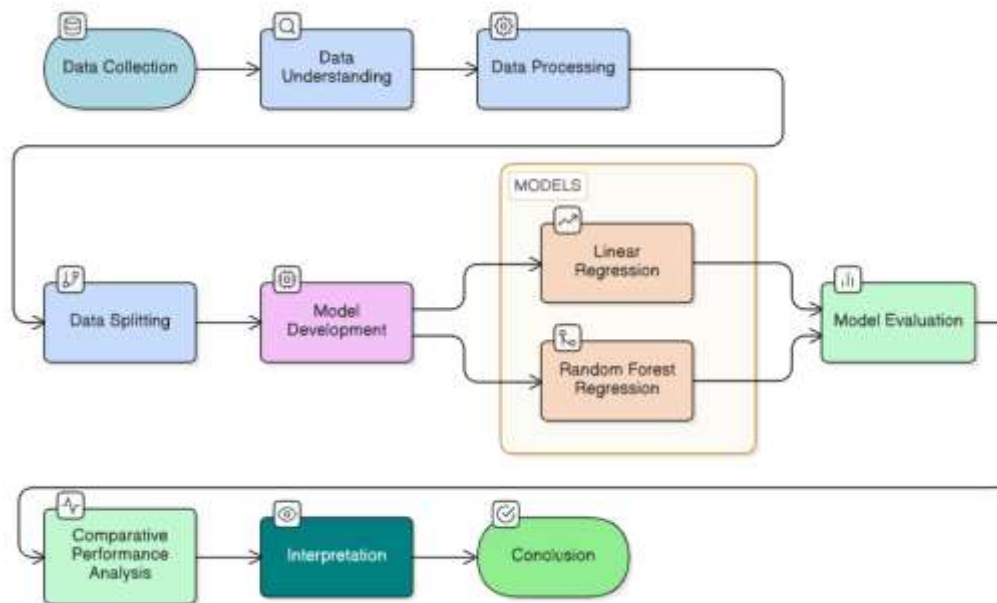 Data Collection
Data
Understanding
Data Processing
MODELS
Linear
Regression
Data Splitting
Model
Development
Model Evaluation
Random Forest
Regression
Comparative
Performance
Analysis
Interpretation
Conclusion